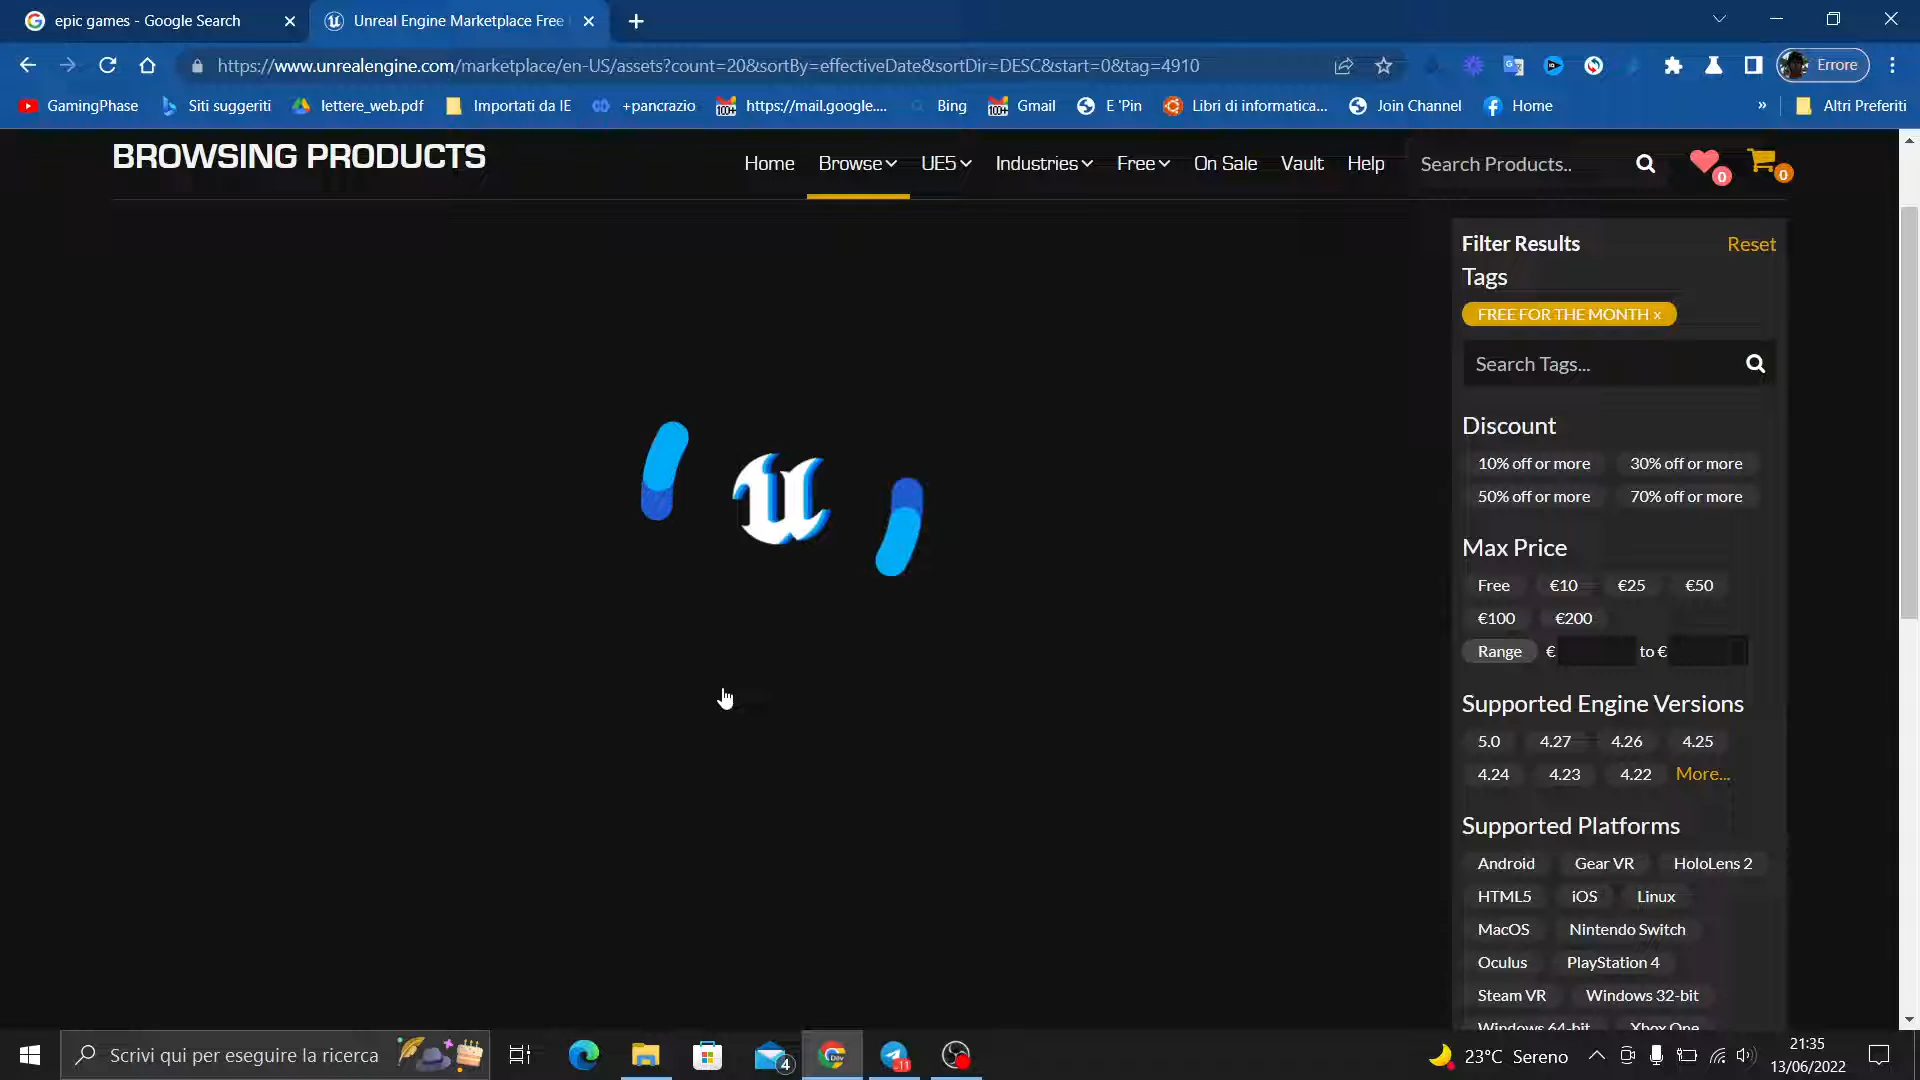 epic games - Google Search
Unreal Engine Marketplace Free
https://www.unrealengine.com/marketplace/en-US/assets?count=20&sortBy=effectiveDate&sortDir=DESC&start=0&tag=4910
Errore
GamingPhase
Siti suggeriti
lettere_web.pdf
Importati da IE
+pancrazio
https://mail.google....
Bing
Gmail
E 'Pin
Libri di informatica...
Join Channel
Home
»
Altri Preferiti
BROWSING PRODUCTS
Home
Browse
UE5
Industries
Free
On Sale
Vault
Help
Search Products..
0
0
Filter Results
Reset
Tags
FREE FOR THE MONTH ×
Search Tags...
Discount
10% off or more
30% off or more
50% off or more
70% off or more
Max Price
Free
€10
€25
€50
€100
€200
Range
€
to €
Supported Engine Versions
5.0
4.27
4.26
4.25
4.24
4.23
4.22
More...
Supported Platforms
Android
Gear VR
HoloLens 2
HTML5
iOS
Linux
MacOS
Nintendo Switch
Oculus
PlayStation 4
Steam VR
Windows 32-bit
Windows 64-bit
Xbox One
Scrivi qui per eseguire la ricerca
4
Dev
11
23°C Sereno
21:35
13/06/2022